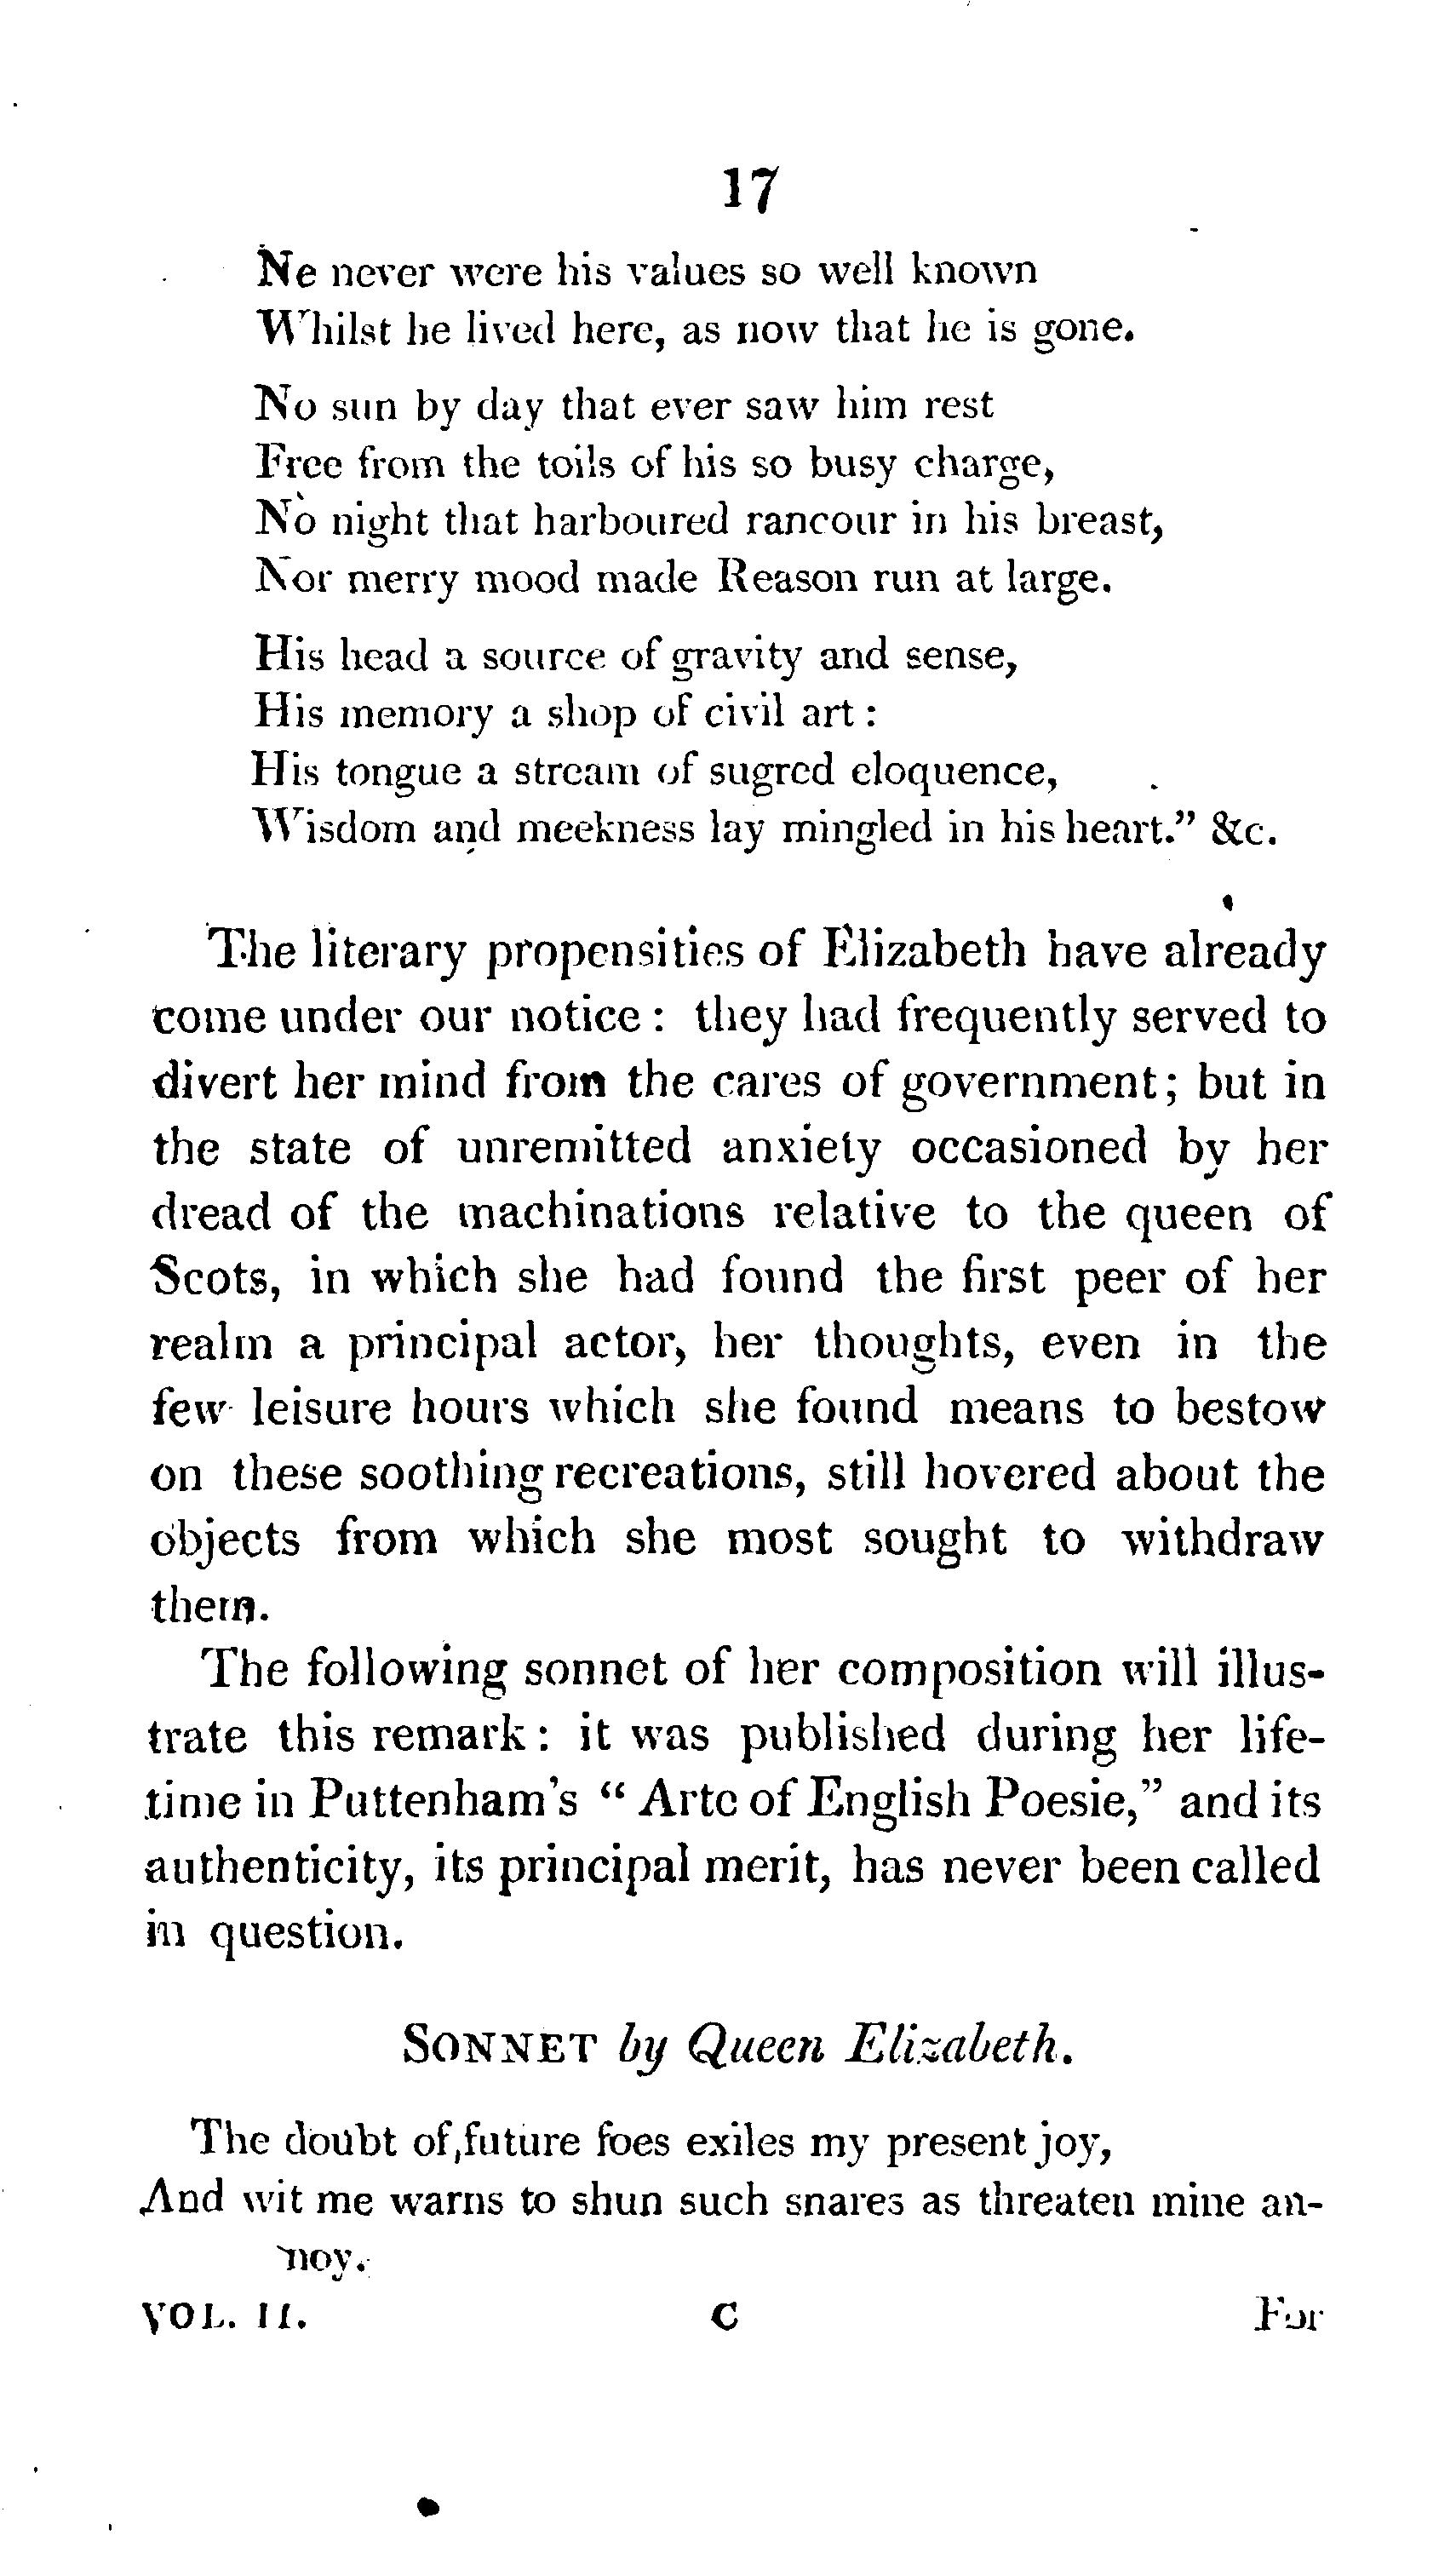 17
Ne never were his values so well known
Whilst he lived here, as now that he is gone.
No sun by day that ever saw him rest
Free from the toils of his so busy charge,
No night that harboured rancour in his breast,
Nor merry mood made Reason run at large.
His head a source of gravity and sense,
His memory a shop of civil art :
His tongue a stream of sugred eloquence,
Wisdom and meekness lay mingled in his heart.” &c.
The literary propensities of Elizabeth have already
come under our notice : they had frequently served to
divert her mind from the cares of government; but in
the state of unremitted anxiety occasioned by her
dread of the machinations relative to the queen of
Scots, in which she had found the first peer of her
realm a principal actor, her thoughts, even in the
few leisure hours which she found means to bestow
on these soothing recreations, still hovered about the
objects from which she most sought to withdraw
them.
The following sonnet of her composition will illus-
trate this remark : it was published during her life-
time in Puttenham’s “ Arte of English Poesie,” and its
authenticity, its principal merit, has never been called
in question.
SONNET by Queen Elizabeth.
The doubt of future foes exiles my present joy,
And wit me warns to shun such snares as threaten mine an-
noy.
VOL. II. C For